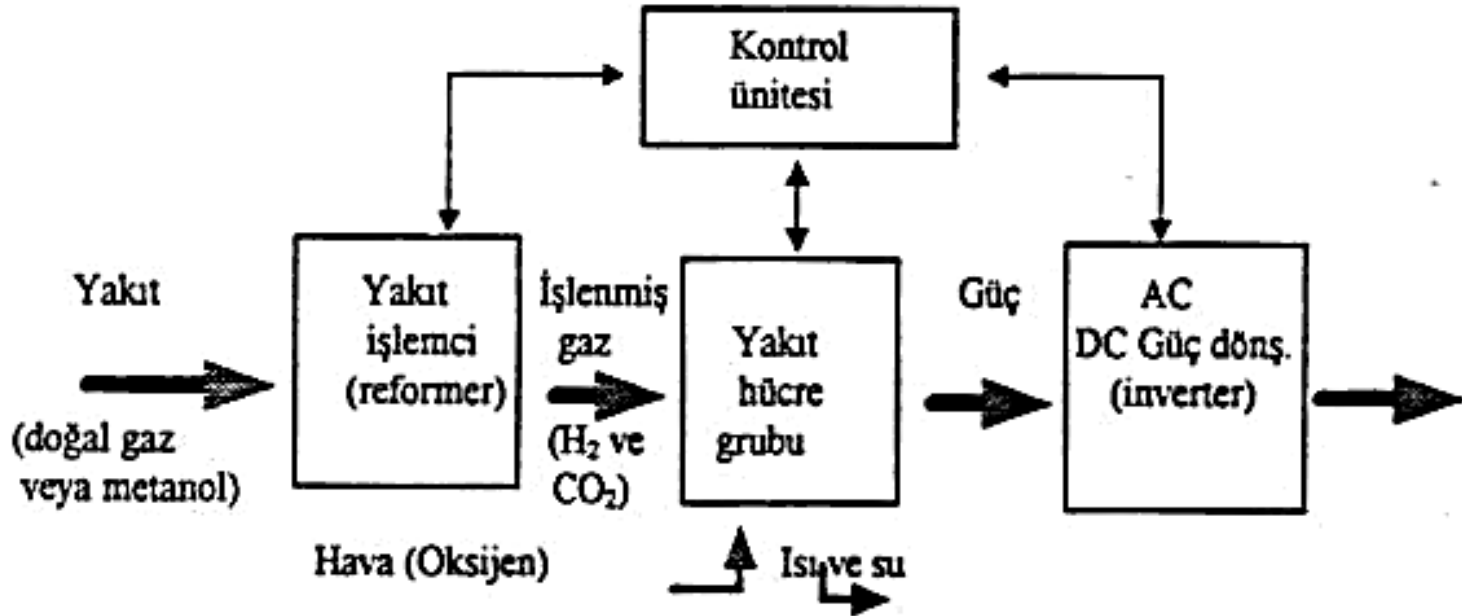 Kontrol
ünitesi
Yakıt
(doğal gaz
veya metanol)
Yakıt
işlemci
(reformer)
İşlenmiş
gaz
(H₂ ve
CO₂)
Yakıt
hücre
grubu
Güç
AC
DC Güç dönş.
(inverter)
Hava (Oksijen)
Isı ve su